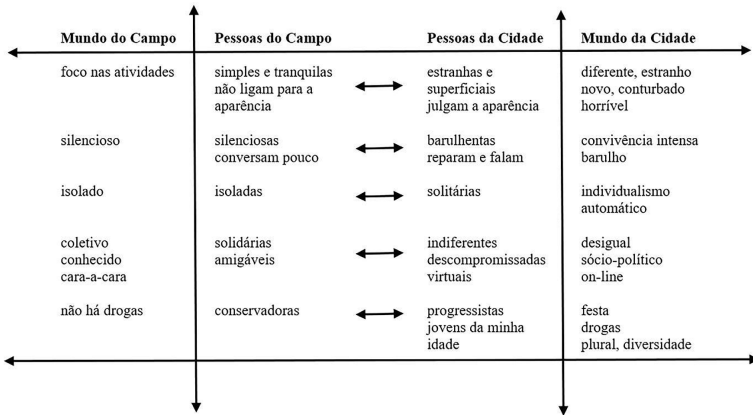 Mundo do Campo
Pessoas do Campo
Pessoas da Cidade
Mundo da Cidade
foco nas atividades
simples e tranquilas
não ligam para a
aparência
estranhas e
superficiais
julgam a aparência
diferente, estranho
novo, conturbado
horrível
silencioso
silenciosas
conversam pouco
barulhentas
reparam e falam
convivência intensa
barulho
isolado
isoladas
solitárias
individualismo
automático
coletivo
conhecido
cara-a-cara
solidárias
amigáveis
indiferentes
descompromissadas
virtuais
desigual
sócio-político
on-line
não há drogas
conservadoras
progressistas
jovens da minha
idade
festa
drogas
plural, diversidade